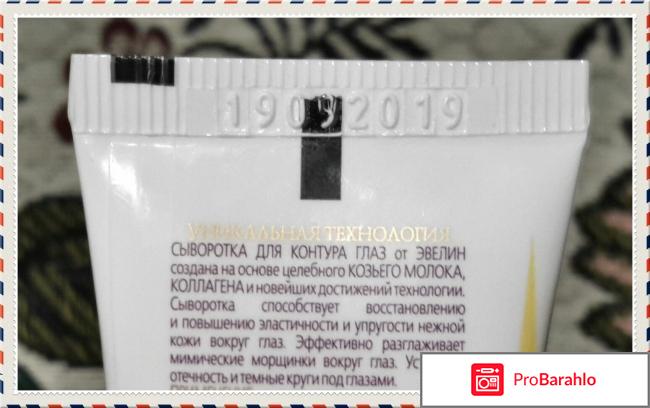 19092019
УНИКАЛЬНАЯ ТЕХНОЛОГИЯ
СЫВОРОТКА ДЛЯ КОНТУРА ГЛАЗ от ЭВЕЛИН
создана на основе целебного КОЗЬЕГО МОЛОКА,
КОЛЛАГЕНА и новейших достижений технологии.
Сыворотка способствует восстановлению
и повышению эластичности и упругости нежной
кожи вокруг глаз. Эффективно разглаживает
мимические морщинки вокруг глаз.
отечность и темные круги под глазами.
ProBarahlo